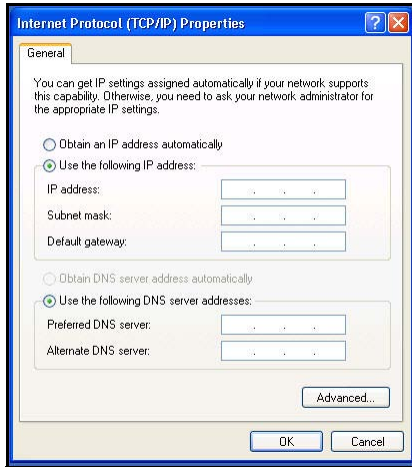 Internet Protocol (TCP/IP) Properties
General
You can get IP settings assigned automatically if your network supports
this capability. Otherwise, you need to ask your network administrator for
the appropriate IP settings.
Obtain an IP address automatically
Use the following IP address:
IP address: . . .
Subnet mask: . . .
Default gateway: . . .
Obtain DNS server address automatically
Use the following DNS server addresses:
Preferred DNS server: . . .
Alternate DNS server: . . .
Advanced...
OK Cancel